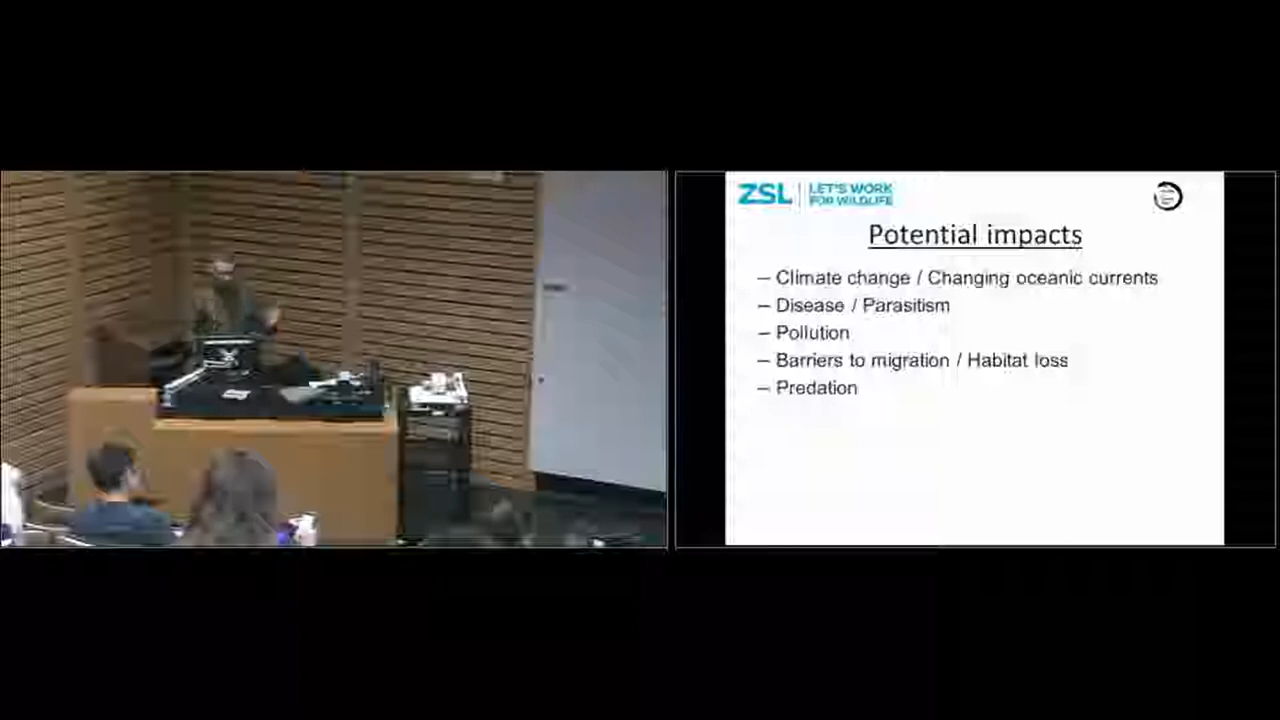 ZSL
LET'S WORK
FOR WILDLIFE
Potential impacts
– Climate change / Changing oceanic currents
– Disease / Parasitism
– Pollution
– Barriers to migration / Habitat loss
– Predation